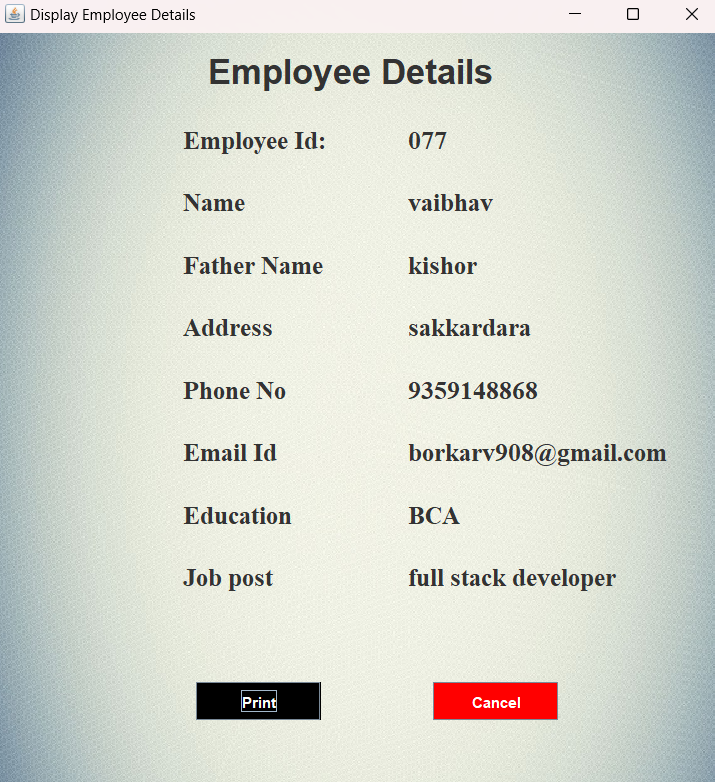 Display Employee Details
Employee Details
Employee Id: 077
Name vaibhav
Father Name kishor
Address sakkardara
Phone No 9359148868
Email Id borkarv908@gmail.com
Education BCA
Job post full stack developer
Print Cancel